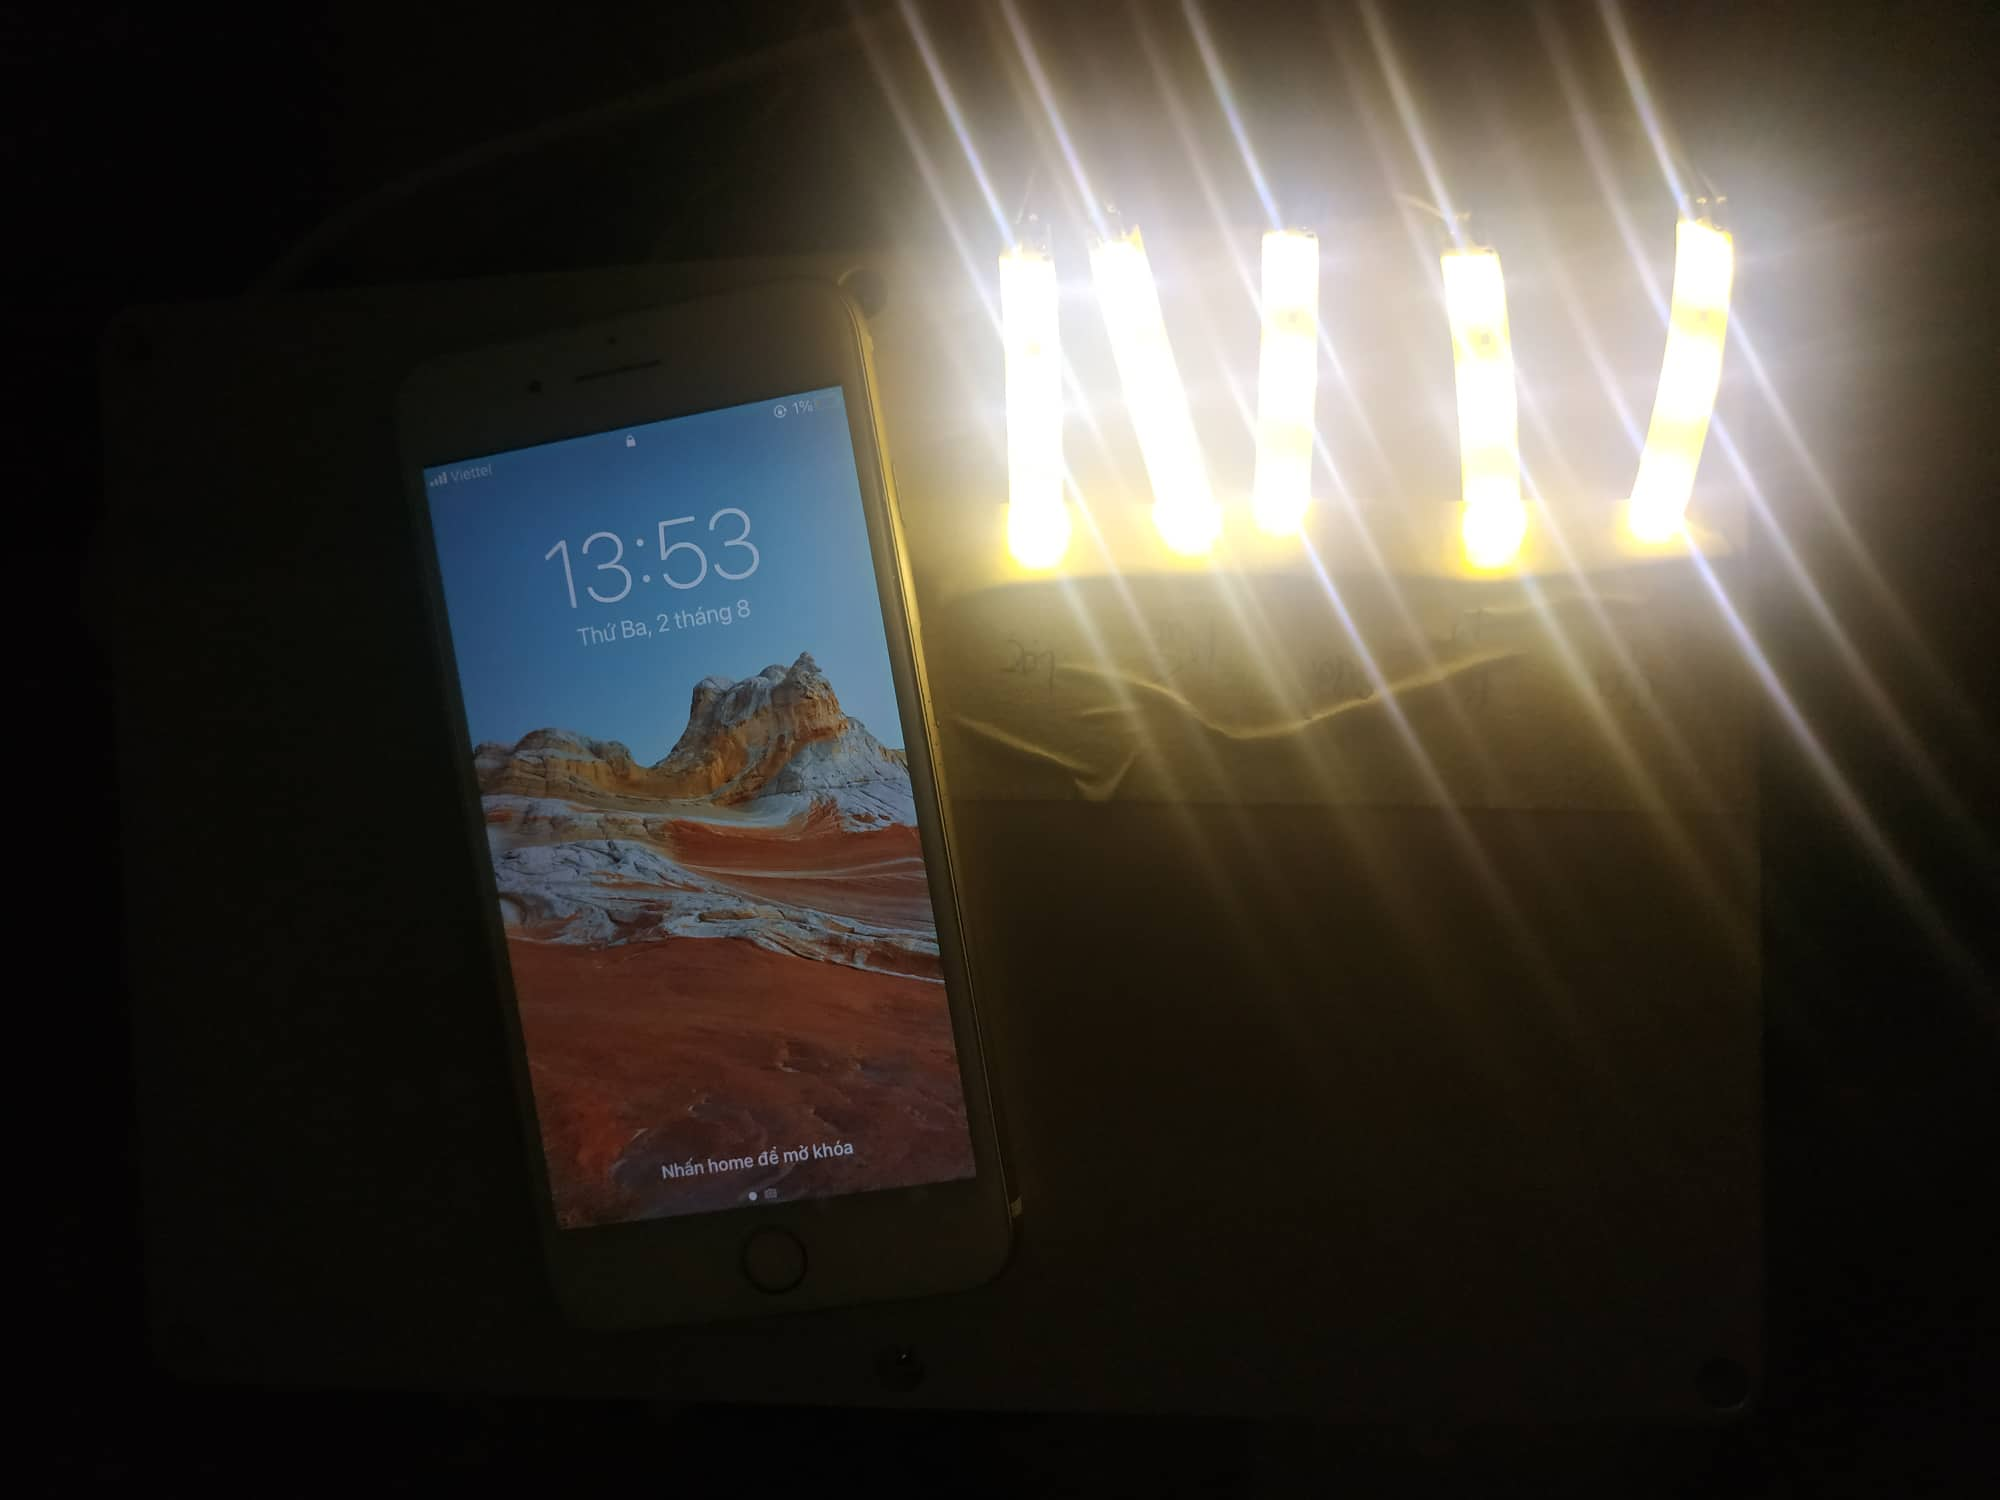 1%
Viettel
13:53
Thứ Ba, 2 tháng 8
Nhấn home để mở khóa